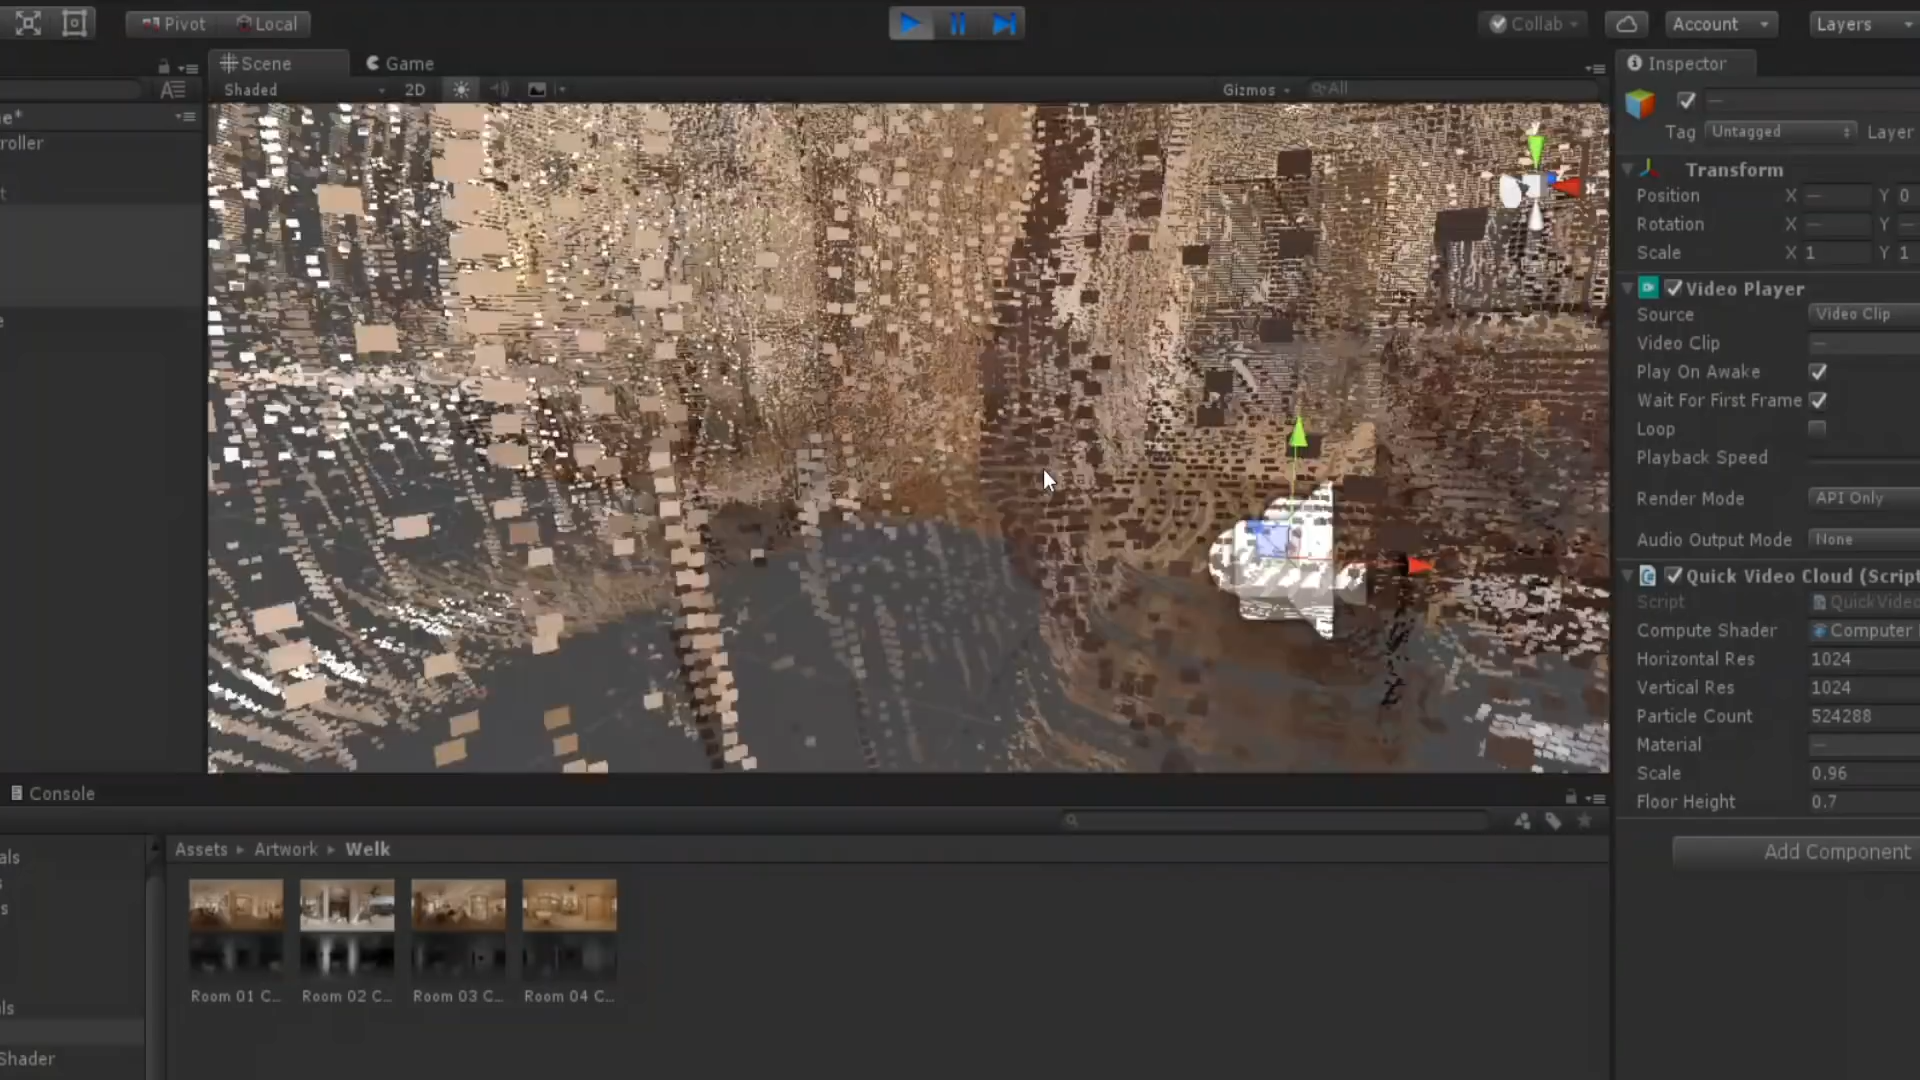 Pivot Local
Collab Account Layers
Scene Game
Inspector
Shaded 2D Gizmos All
e*
roller
Tag Untagged Layer
t
Transform
Position X — Y 0
Rotation X — Y —
Scale X 1 Y 1
Video Player
Source Video Clip
e
Video Clip —
Play On Awake
Wait For First Frame
Loop
Playback Speed
Render Mode API Only
Audio Output Mode None
Quick Video Cloud (Script
Script QuickVideo
Compute Shader Computer
Horizontal Res 1024
Vertical Res 1024
Particle Count 524288
Material —
Scale 0.96
Floor Height 0.7
Add Component
Console
Assets Artwork Welk
als
s
s
Room 01 C... Room 02 C... Room 03 C... Room 04 C...
ls
Shader